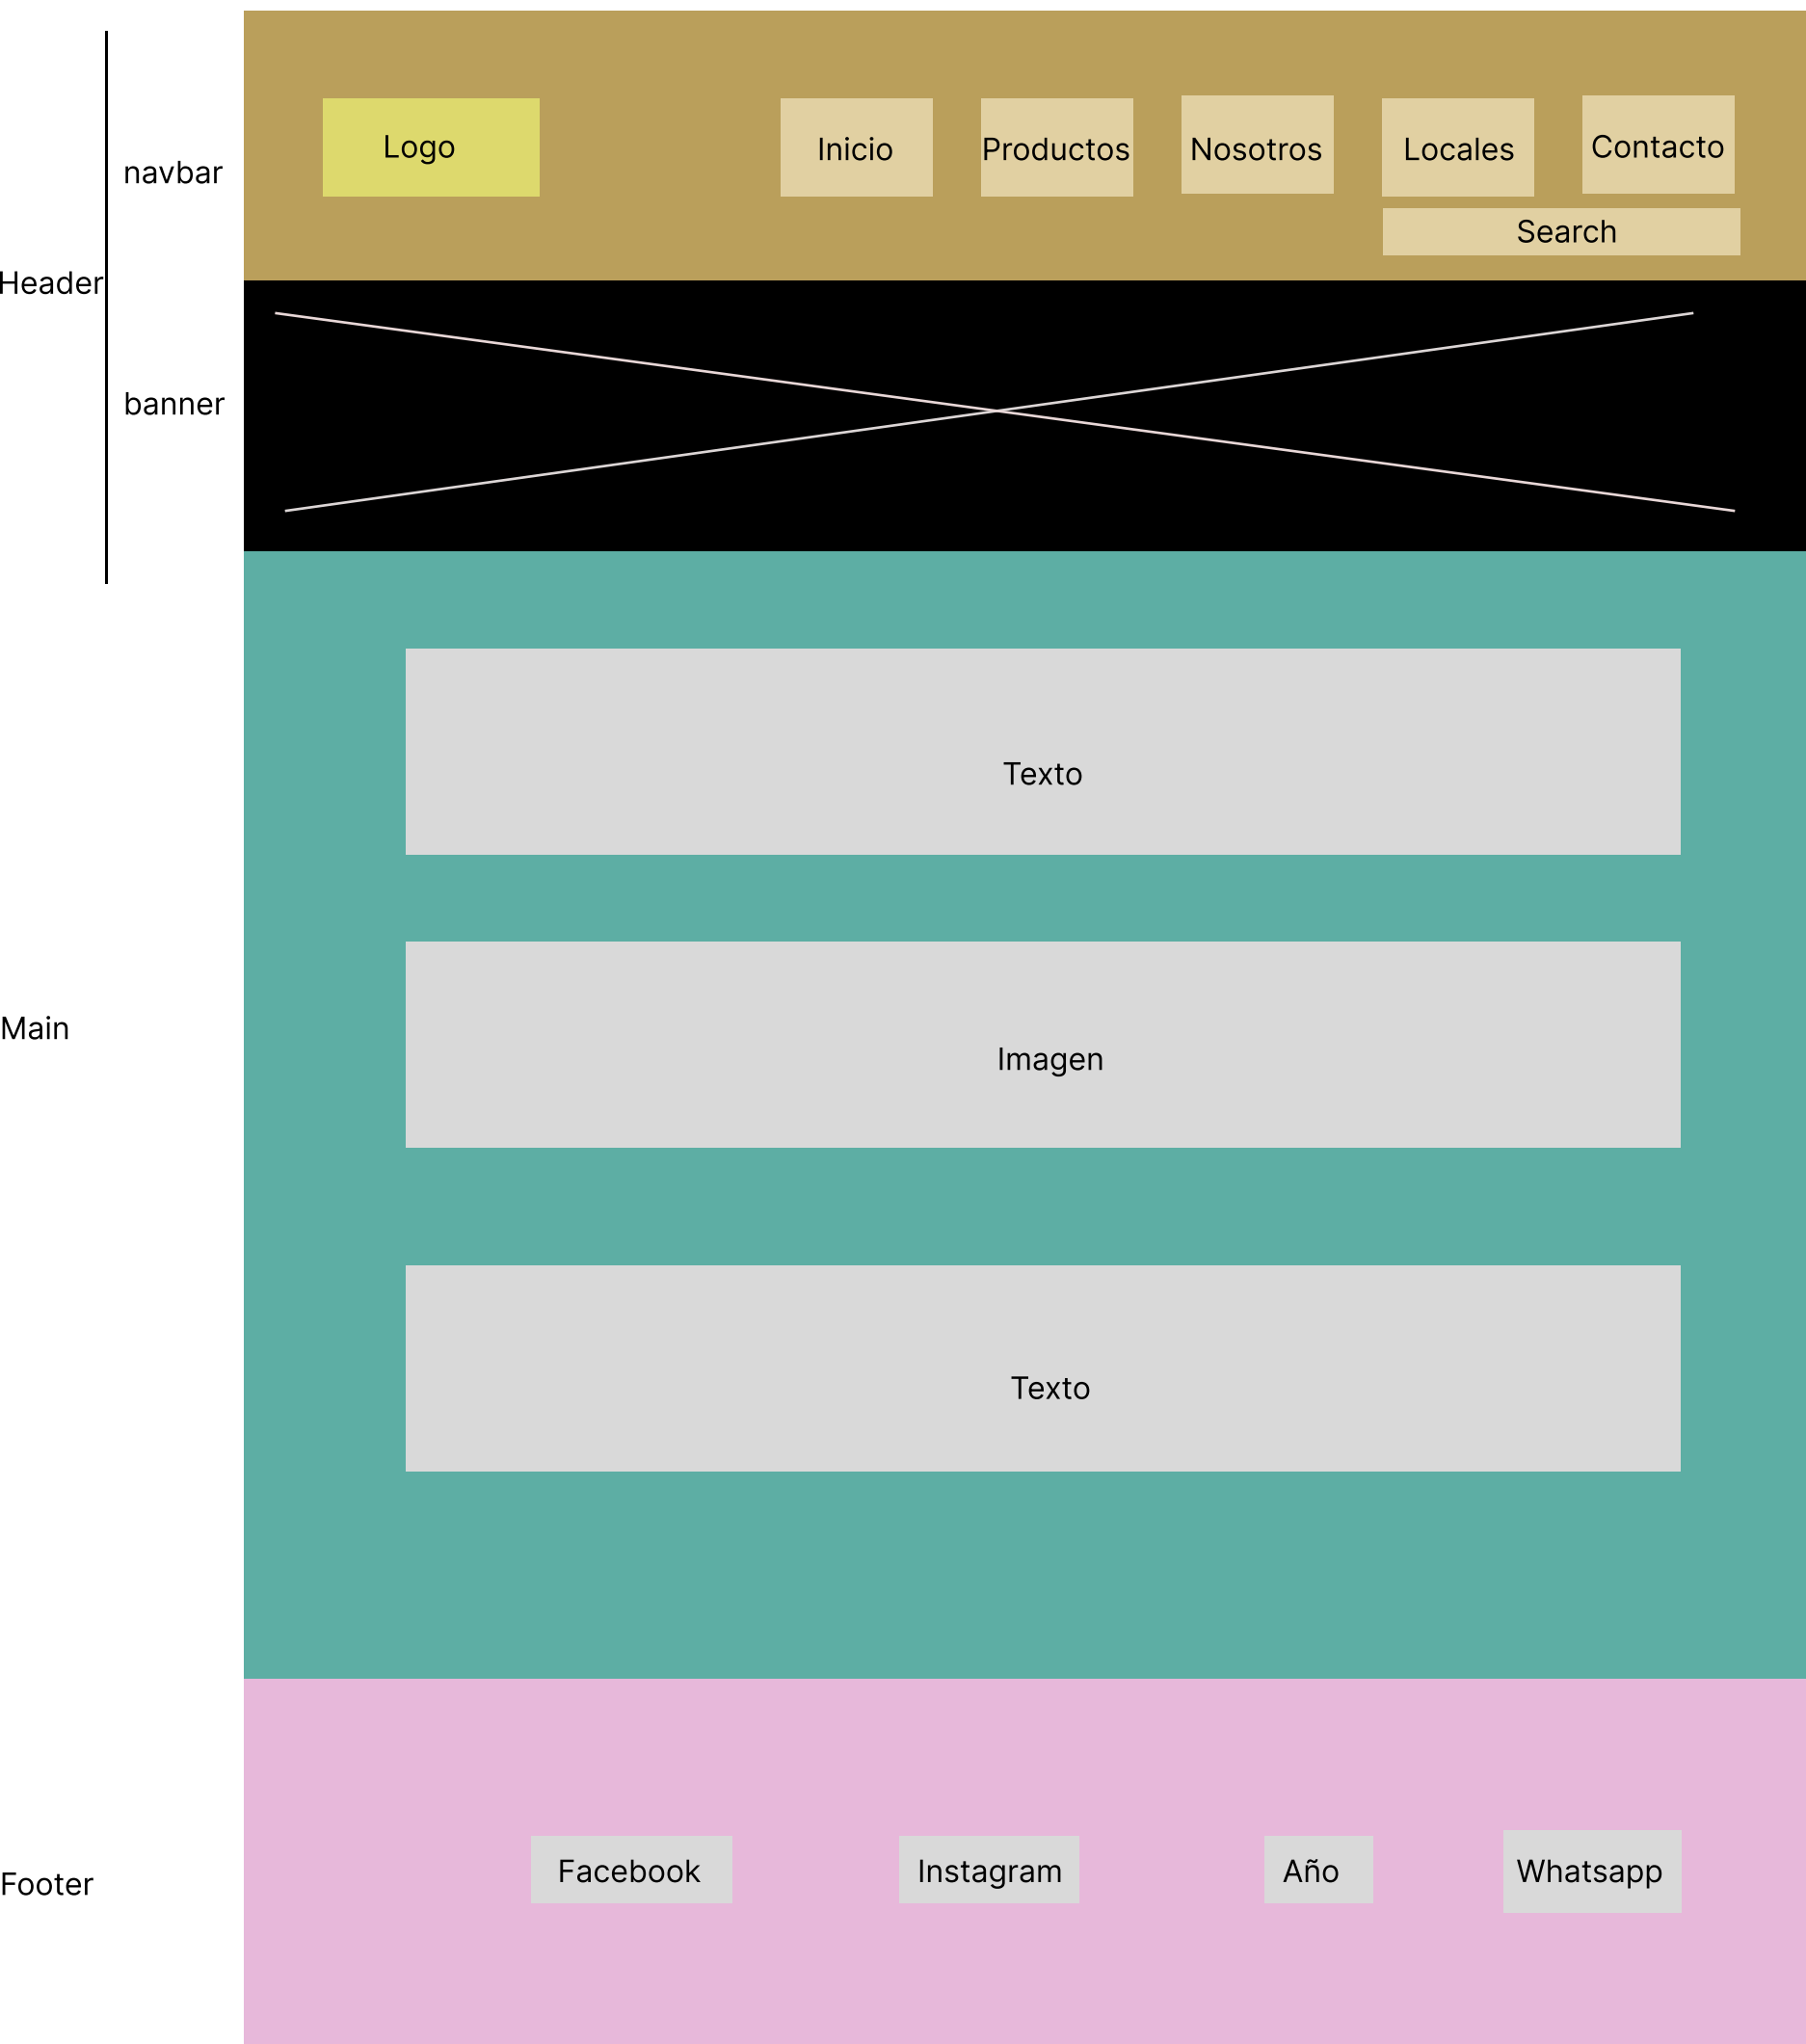 Logo
Inicio
Productos
Nosotros
Locales
Contacto
navbar
Search
Header
banner
Texto
Main
Imagen
Texto
Footer
Facebook
Instagram
Año
Whatsapp